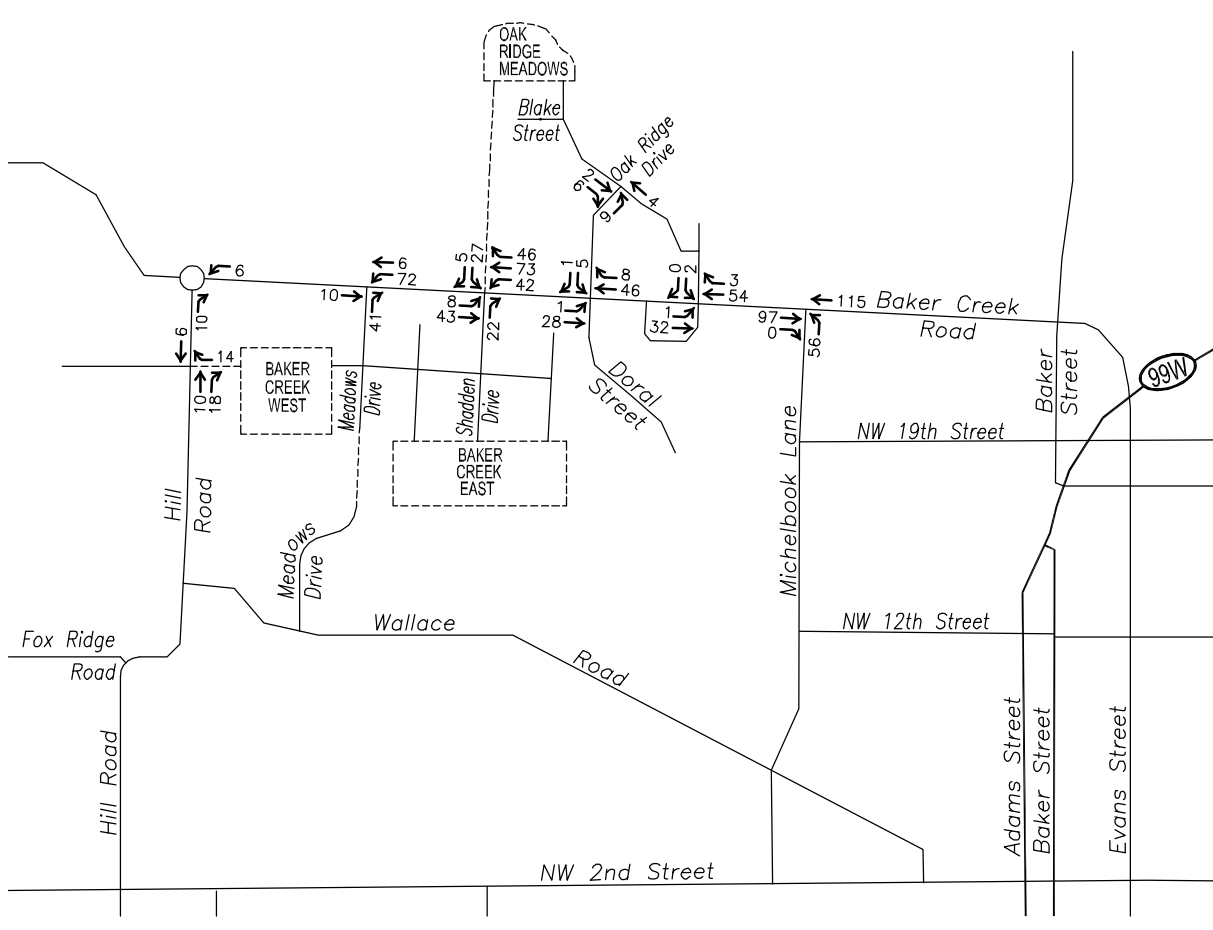 OAK
RIDGE
MEADOWS
Blake
Street
Oak Ridge
Drive
2
6
9
4
6
6
72
5
27
46
73
42
1
5
8
46
0
2
3
54
10
10
41
8
43
22
1
28
1
32
97
0
56
115
Baker Creek
Road
6
14
10
18
BAKER
CREEK
WEST
Meadows
Drive
Shadden
Drive
BAKER
CREEK
EAST
Doral
Street
Michelbook Lane
Baker
Street
99W
NW 19th Street
Hill
Road
Meadows
Drive
Wallace
Road
NW 12th Street
Fox Ridge
Road
Hill Road
Adams Street
Baker Street
Evans Street
NW 2nd Street